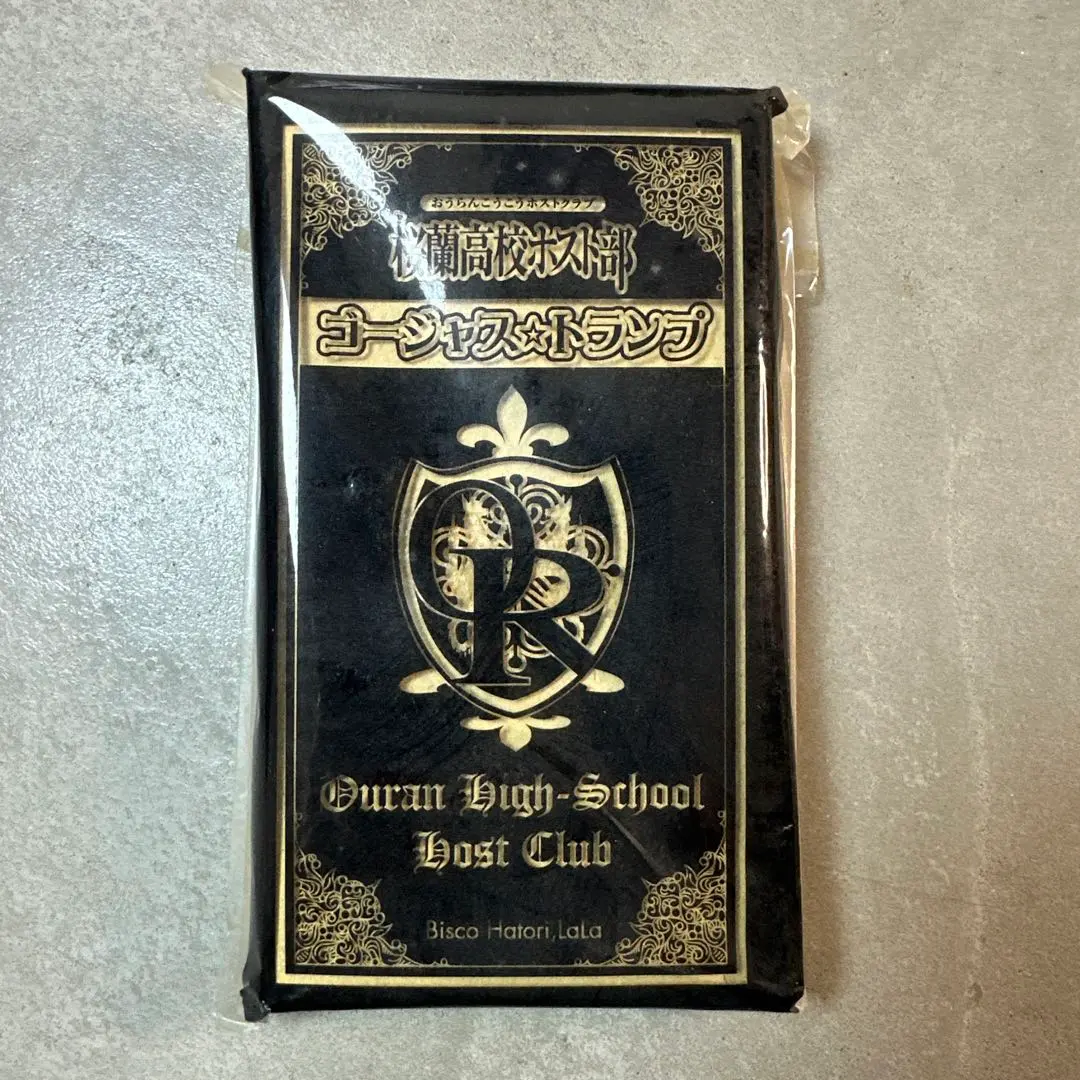 おうらんこうこうホストクラブ
桜蘭高校ホスト部
ゴージャス☆トランプ
OR
Ouran High-School
Host Club
Bisco Hatori,LaLa